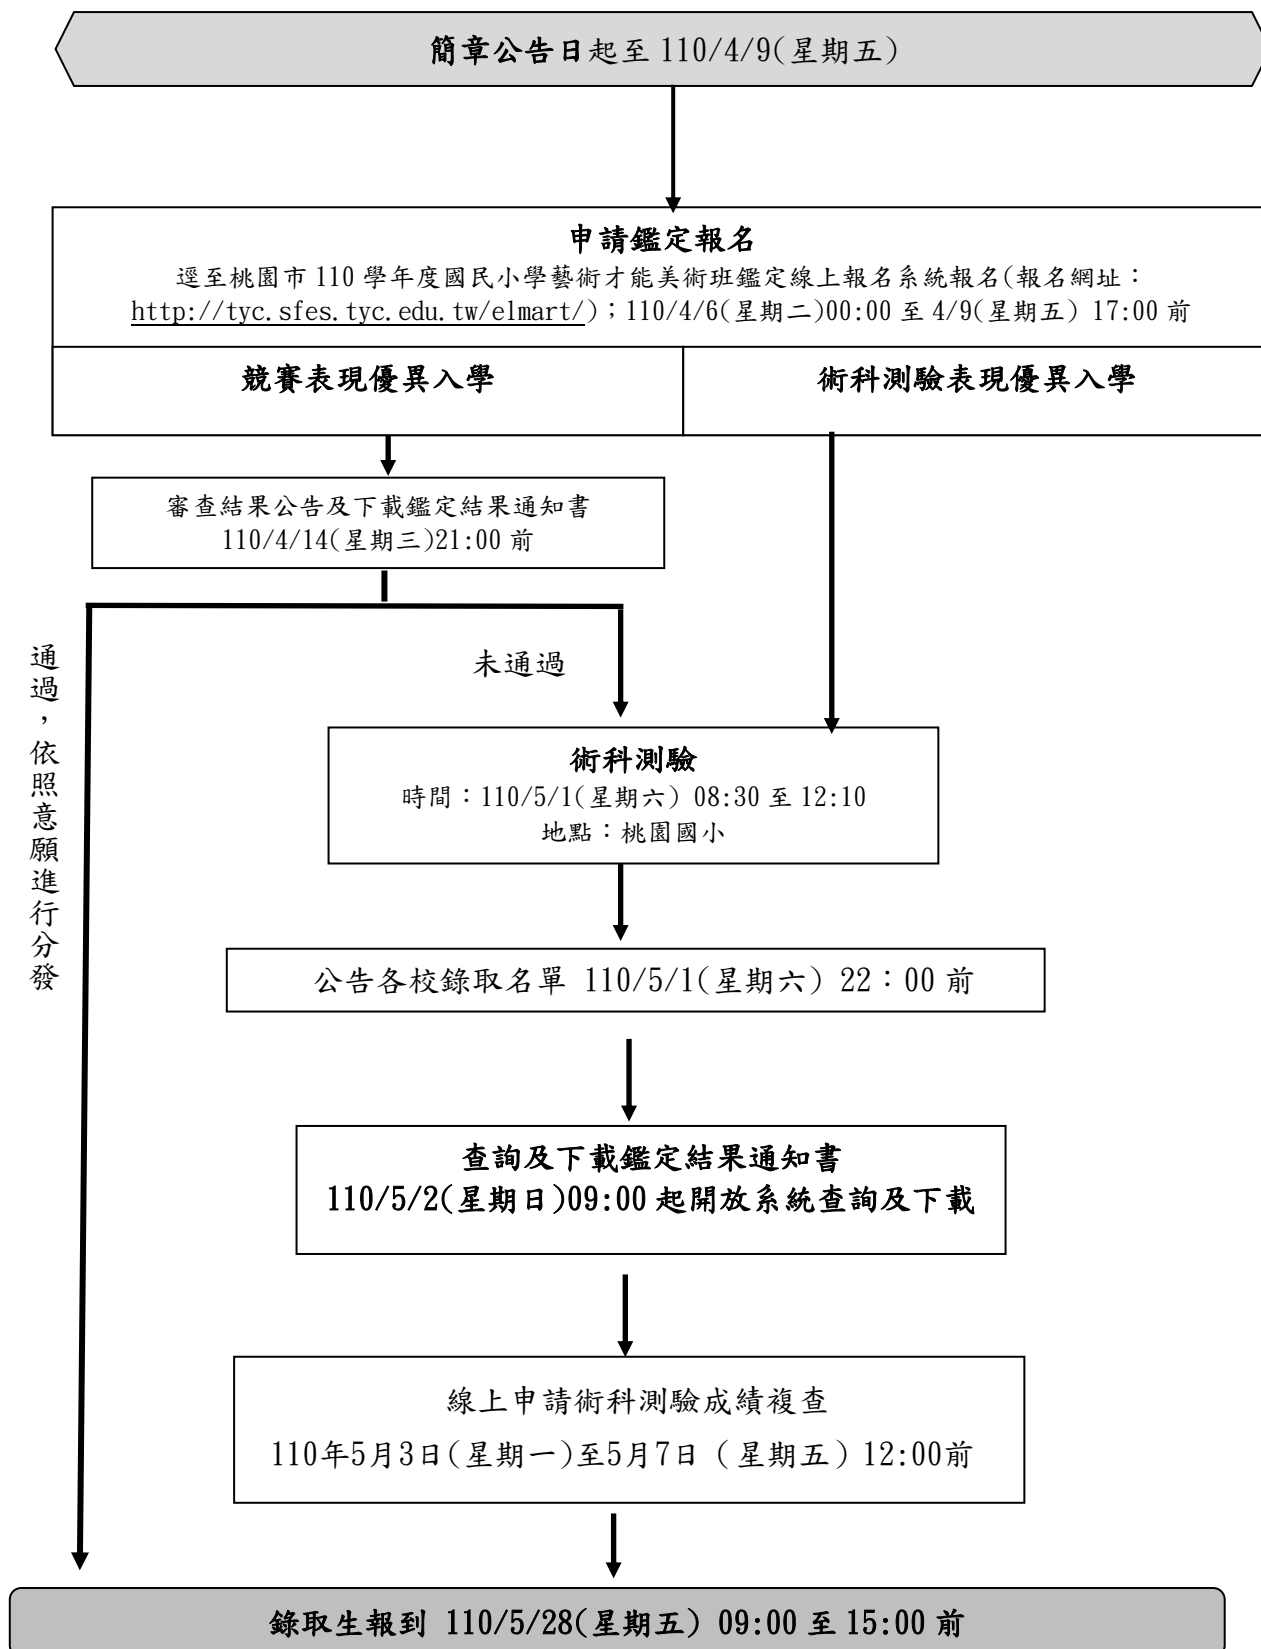 簡章公告日起至 110/4/9(星期五)
申請鑑定報名
逕至桃園市 110 學年度國民小學藝術才能美術班鑑定線上報名系統報名(報名網址：
http://tyc.sfes.tyc.edu.tw/elmart/)；110/4/6(星期二)00:00 至 4/9(星期五) 17:00 前
競賽表現優異入學
術科測驗表現優異入學
審查結果公告及下載鑑定結果通知書
110/4/14(星期三)21:00 前
通過，依照意願進行分發
未通過
術科測驗
時間：110/5/1(星期六) 08:30 至 12:10
地點：桃園國小
公告各校錄取名單 110/5/1(星期六) 22：00 前
查詢及下載鑑定結果通知書
110/5/2(星期日)09:00 起開放系統查詢及下載
線上申請術科測驗成績複查
110年5月3日(星期一)至5月7日（星期五）12:00前
錄取生報到 110/5/28(星期五) 09:00 至 15:00 前